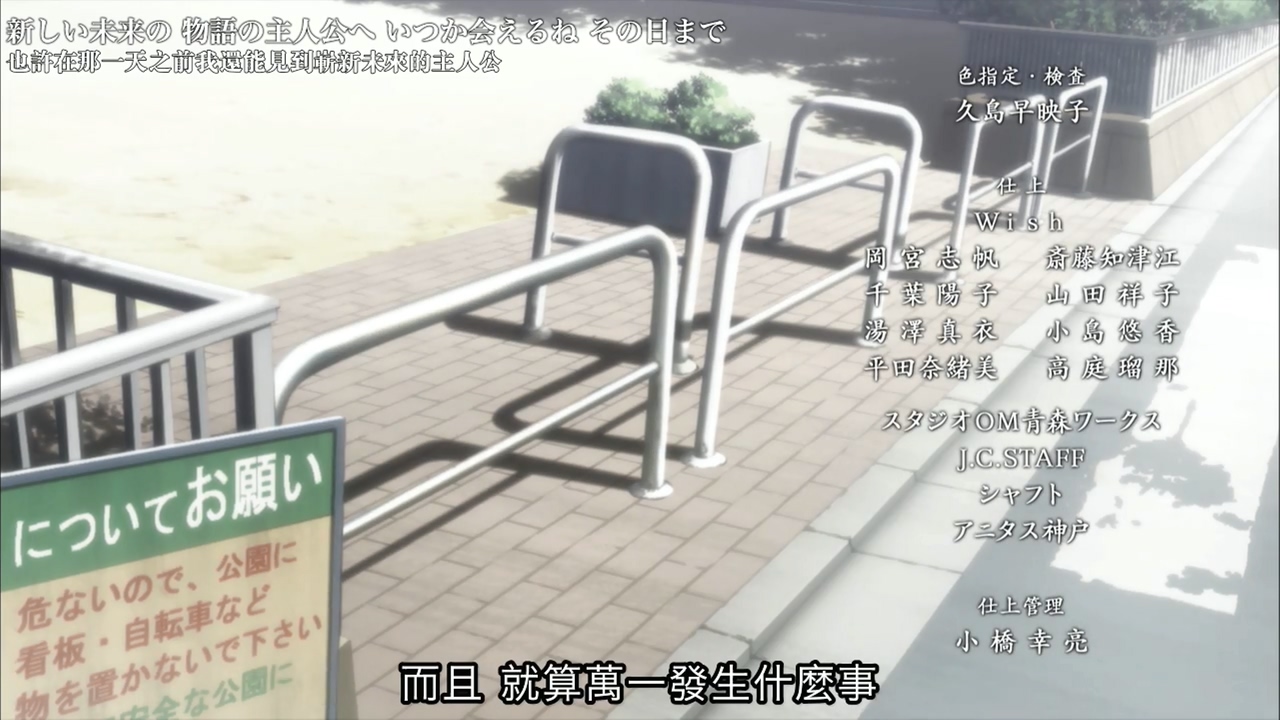 新しい未来の 物語の主人公へ いつか会えるね その日まで
也許在那一天之前我還能見到嶄新未來的主人公
色指定・検査
久島早映子
仕上
Wish
岡宮志帆 斎藤知津江
千葉陽子 山田祥子
湯澤真衣 小島悠香
平田奈緒美 高庭瑠那
スタジオOM青森ワークス
J.C.STAFF
シャフト
アニタス神戸
仕上管理
小橋幸亮
についてお願い
危ないので、公園に
看板・自転車など
物を置かないで下さい
安全な公園に
而且 就算萬一發生什麼事